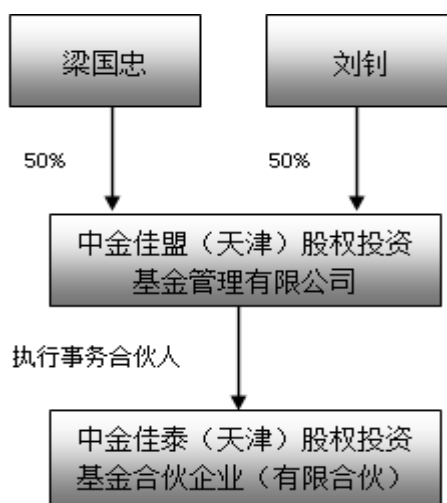 梁国忠
刘钊
50%
50%
中金佳盟（天津）股权投资
基金管理有限公司
执行事务合伙人
中金佳泰（天津）股权投资
基金合伙企业（有限合伙）